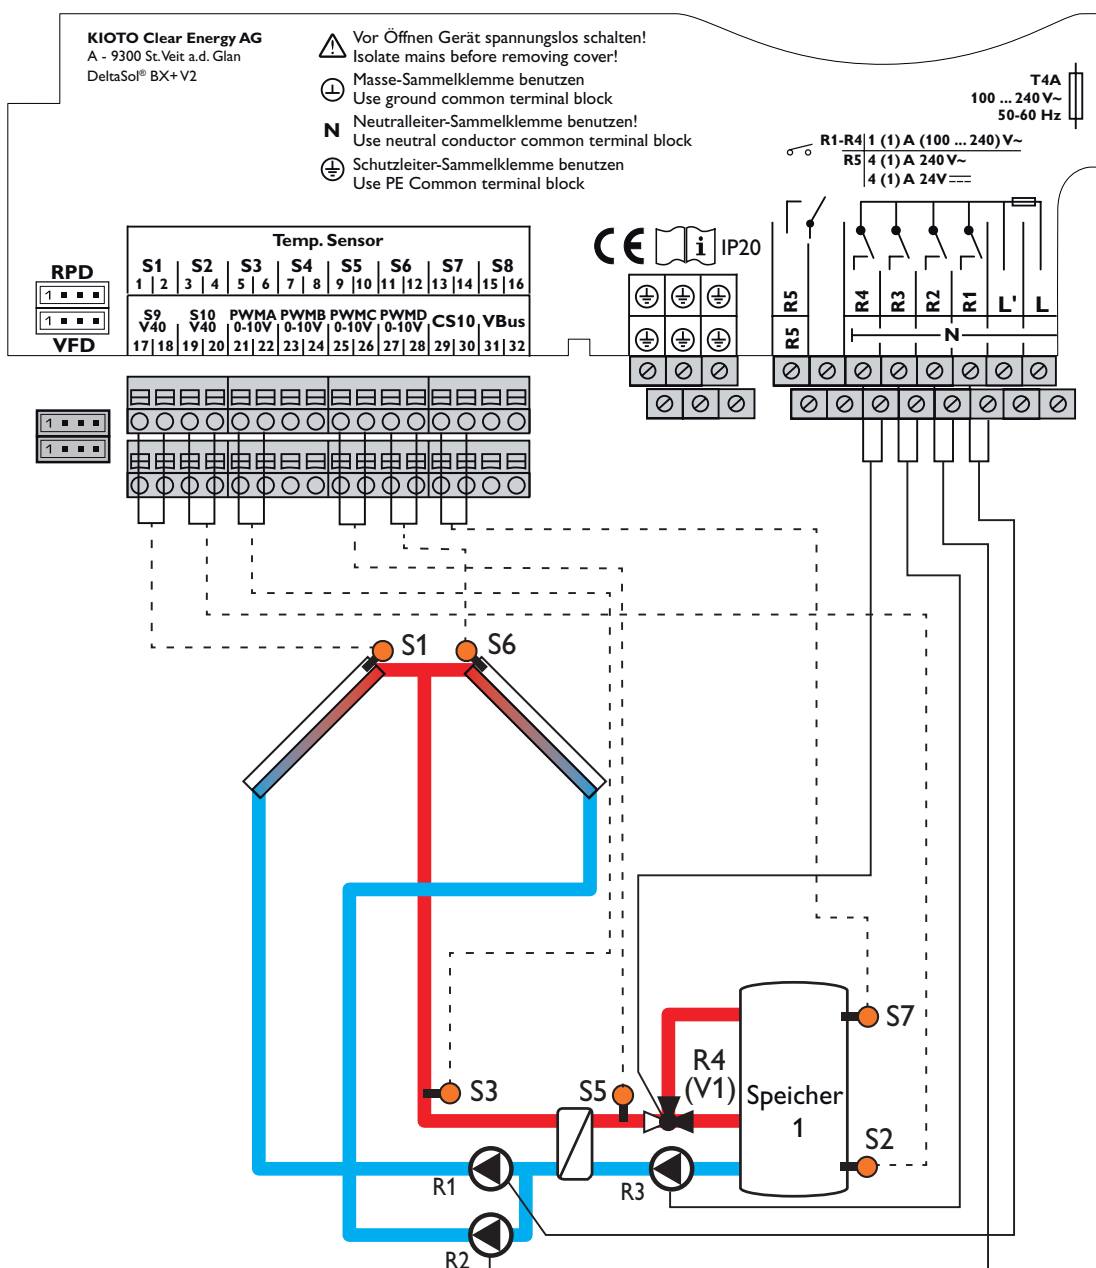 KIOTO Clear Energy AG
A - 9300 St. Veit a.d. Glan
DeltaSol® BX+ V2
Vor Öffnen Gerät spannungslos schalten!
Isolate mains before removing cover!
Masse-Sammelklemme benutzen
Use ground common terminal block
N Neutralleiter-Sammelklemme benutzen!
Use neutral conductor common terminal block
Schutzleiter-Sammelklemme benutzen
Use PE Common terminal block
T4A
100 ... 240 V~
50-60 Hz
R1-R4 1 (1) A (100 ... 240) V~
R5 4 (1) A 240 V~
4 (1) A 24V ⎓
Temp. Sensor
S1 S2 S3 S4 S5 S6 S7 S8
1 2 3 4 5 6 7 8 9 10 11 12 13 14 15 16
S9 S10 PWMA PWMB PWMC PWMD CS10 VBus
V40 V40 0-10V 0-10V 0-10V 0-10V
17 18 19 20 21 22 23 24 25 26 27 28 29 30 31 32
RPD
1
1
VFD
1
1
CE i IP20
R5 R4 R3 R2 R1 L' L
R5 N
S1 S6
S7
R4
(V1)
S3 S5
Speicher
1
S2
R1 R3
R2